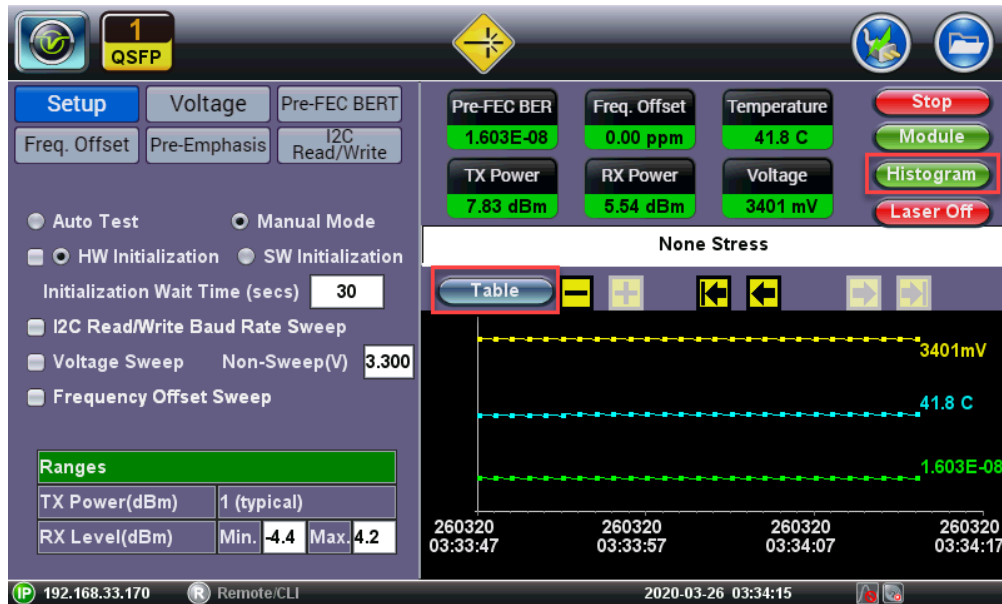 1
QSFP
Setup
Voltage
Pre-FEC BERT
Freq. Offset
Pre-Emphasis
I2C
Read/Write
Auto Test
Manual Mode
HW Initialization
SW Initialization
Initialization Wait Time (secs)
30
I2C Read/Write Baud Rate Sweep
Voltage Sweep
Non-Sweep(V)
3.300
Frequency Offset Sweep
Ranges
TX Power(dBm)
1 (typical)
RX Level(dBm)
Min.
-4.4
Max.
4.2
Pre-FEC BER
1.603E-08
Freq. Offset
0.00 ppm
Temperature
41.8 C
TX Power
7.83 dBm
RX Power
5.54 dBm
Voltage
3401 mV
Stop
Module
Histogram
Laser Off
None Stress
Table
3401mV
41.8 C
1.603E-08
260320
03:33:47
260320
03:33:57
260320
03:34:07
260320
03:34:17
IP
192.168.33.170
R
Remote/CLI
2020-03-26 03:34:15